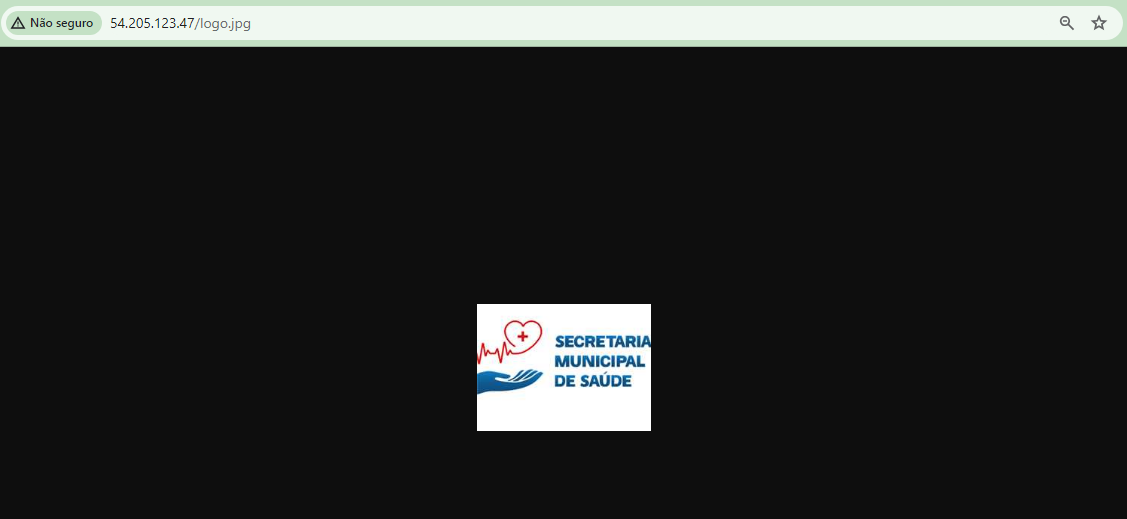 Não seguro
54.205.123.47/logo.jpg
SECRETARIA
MUNICIPAL
DE SAÚDE